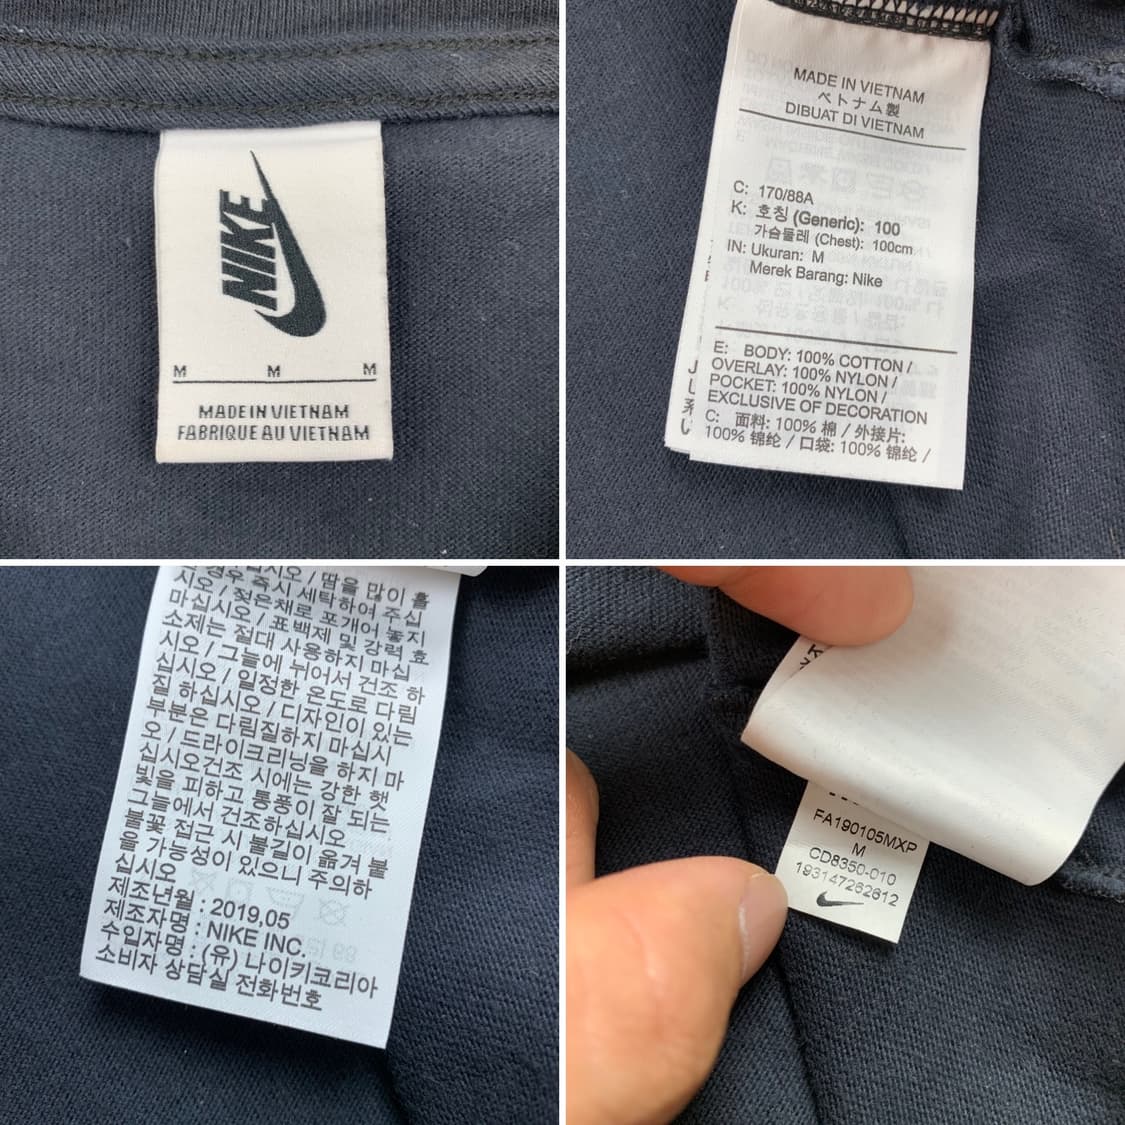 NIKE
M M M
MADE IN VIETNAM
FABRIQUE AU VIETNAM
MADE IN VIETNAM
ベトナム製
DIBUAT DI VIETNAM
C: 170/88A
K: 호칭 (Generic): 100
가슴둘레 (Chest): 100cm
IN: Ukuran: M
Merek Barang: Nike
E: BODY: 100% COTTON /
OVERLAY: 100% NYLON /
POCKET: 100% NYLON /
EXCLUSIVE OF DECORATION
C: 面料: 100% 棉 / 外接片:
100% 锦纶 / 口袋: 100% 锦纶 /
십시오 / 땀을 많이 흘
경우 즉시 세탁하여 주십
시오 / 젖은채로 포개어 놓지
마십시오 / 표백제 및 강력 효
소제는 절대 사용하지 마십
시오 / 그늘에 뉘어서 건조 하
십시오 / 일정한 온도로 다림
질 하십시오 / 디자인이 있는
부분은 다림질하지 마십시
오 / 드라이크리닝을 하지 마
십시오건조 시에는 강한 햇
빛을 피하고 통풍이 잘 되는
그늘에서 건조하십시오
불꽃 접근 시 불길이 옮겨 붙
을 가능성이 있으니 주의하
십시오
제조년월 : 2019.05
제조자명 : NIKE INC.
수입자명 : (유) 나이키코리아
소비자 상담실 전화번호
FA190105MXP
M
CD8350-010
193147262612